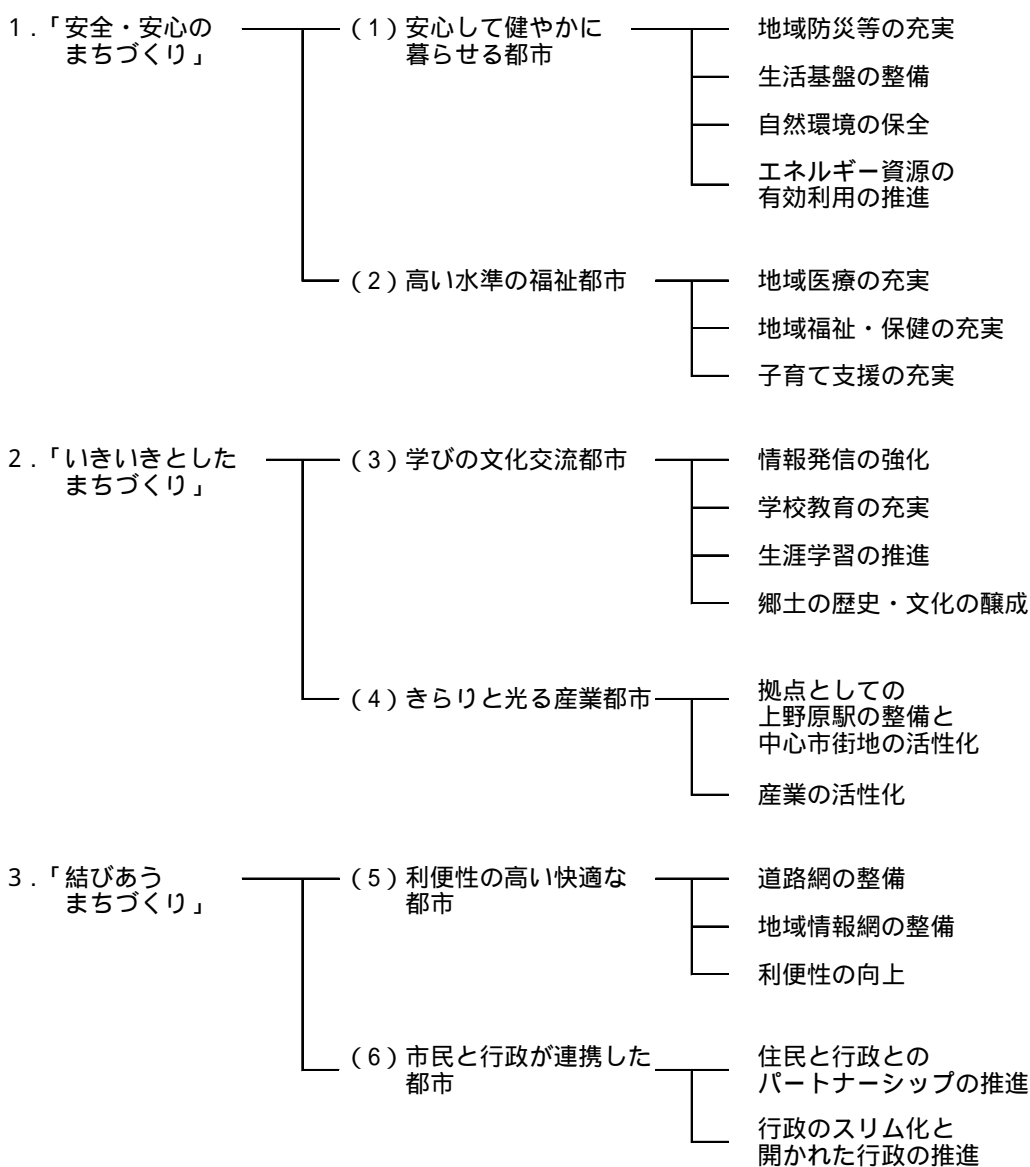 1.「安全・安心の
まちづくり」
(1)安心して健やかに
暮らせる都市
地域防災等の充実
生活基盤の整備
自然環境の保全
エネルギー資源の
有効利用の推進
(2)高い水準の福祉都市
地域医療の充実
地域福祉・保健の充実
子育て支援の充実
2.「いきいきとした
まちづくり」
(3)学びの文化交流都市
情報発信の強化
学校教育の充実
生涯学習の推進
郷土の歴史・文化の醸成
(4)きらりと光る産業都市
拠点としての
上野原駅の整備と
中心市街地の活性化
産業の活性化
3.「結びあう
まちづくり」
(5)利便性の高い快適な
都市
道路網の整備
地域情報網の整備
利便性の向上
(6)市民と行政が連携した
都市
住民と行政との
パートナーシップの推進
行政のスリム化と
開かれた行政の推進